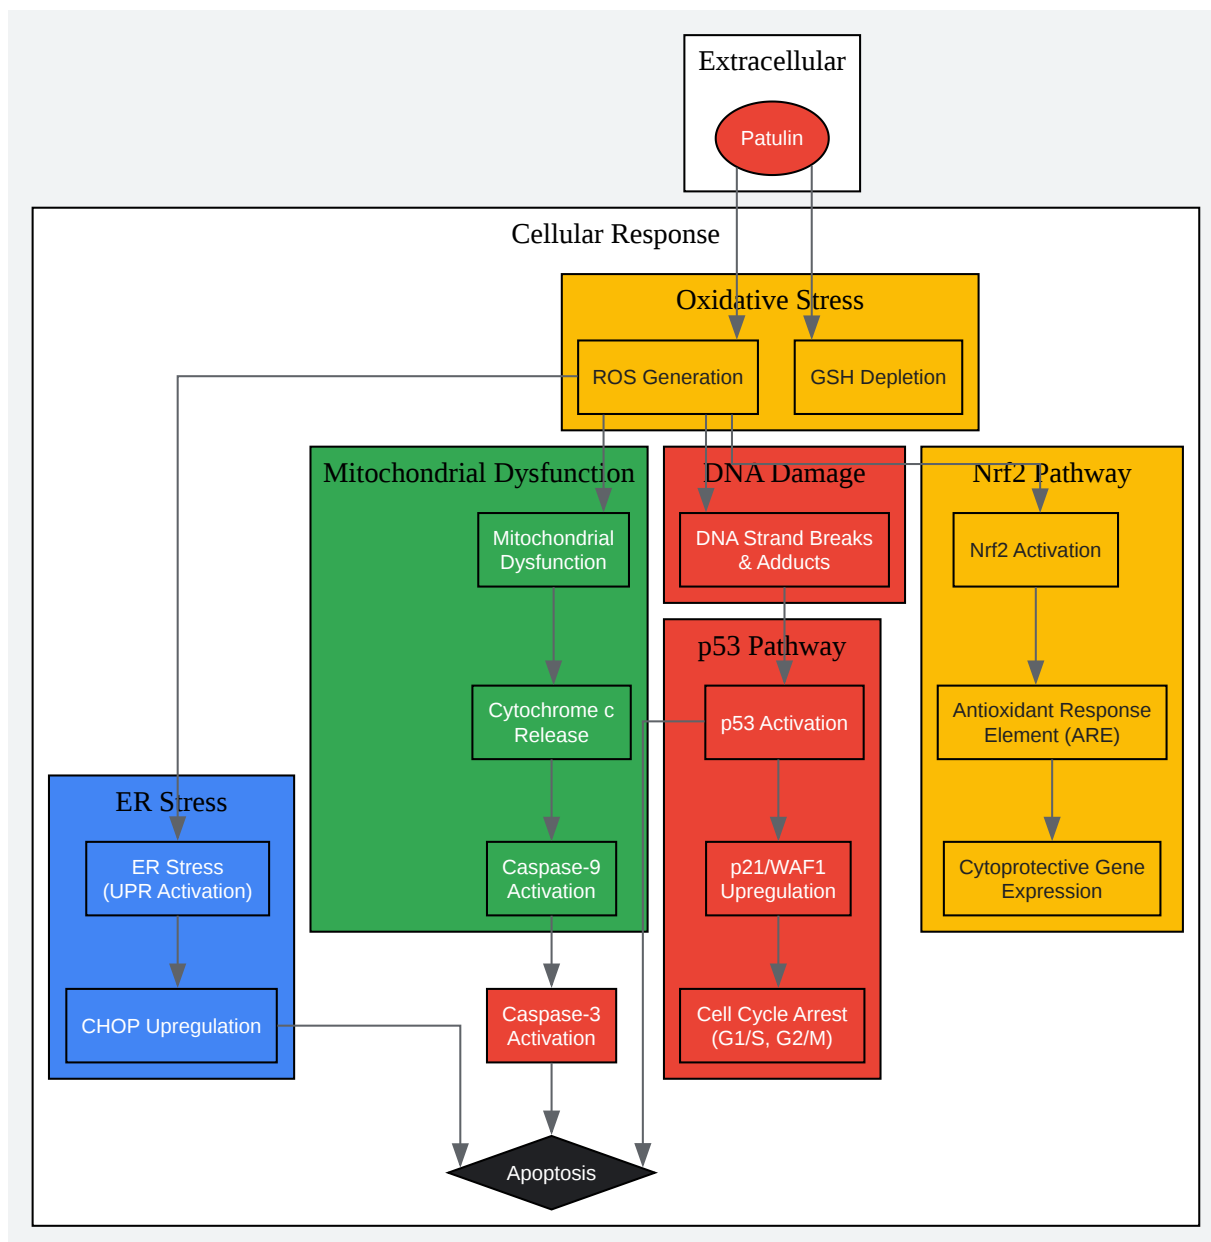 Extracellular
Patulin
Cellular Response
Oxidative Stress
ROS Generation
GSH Depletion
Mitochondrial Dysfunction
DNA Damage
Nrf2 Pathway
Mitochondrial
Dysfunction
DNA Strand Breaks
& Adducts
Nrf2 Activation
p53 Pathway
Cytochrome c
Release
p53 Activation
Antioxidant Response
Element (ARE)
ER Stress
ER Stress
(UPR Activation)
Caspase-9
Activation
p21/WAF1
Upregulation
Cytoprotective Gene
Expression
CHOP Upregulation
Caspase-3
Activation
Cell Cycle Arrest
(G1/S, G2/M)
Apoptosis